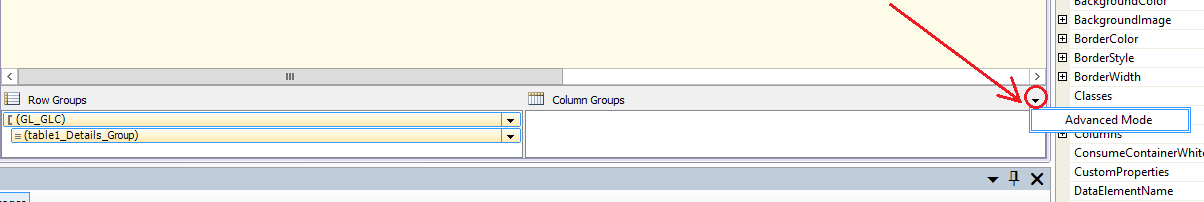 BackgroundColor
BackgroundImage
BorderColor
BorderStyle
BorderWidth
Row Groups
Column Groups
Classes
(GL_GLC)
Advanced Mode
(table1_Details_Group)
Columns
ConsumeContainerWhite
CustomProperties
DataElementName